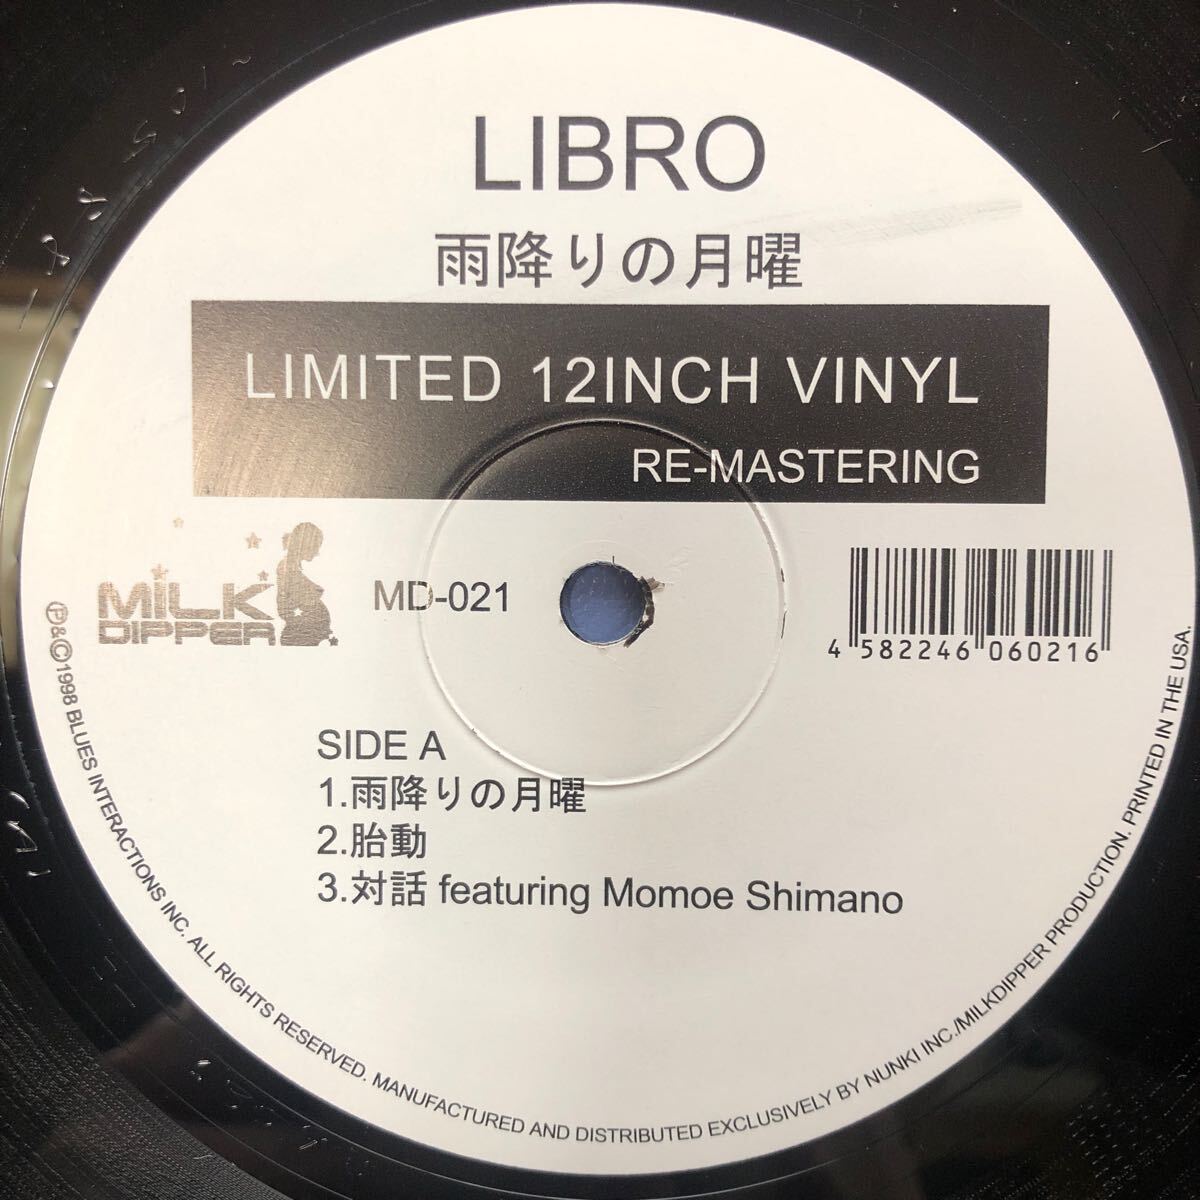 LIBRO
雨降りの月曜
LIMITED 12INCH VINYL
RE-MASTERING
MiLK
DIPPER
MD-021
4 582246 060216
SIDE A
1.雨降りの月曜
2.胎動
3.対話 featuring Momoe Shimano
℗&©1998 BLUES INTERACTIONS INC. ALL RIGHTS RESERVED. MANUFACTURED AND DISTRIBUTED EXCLUSIVELY BY NUNKI INC./MILKDIPPER PRODUCTION. PRINTED IN THE USA.